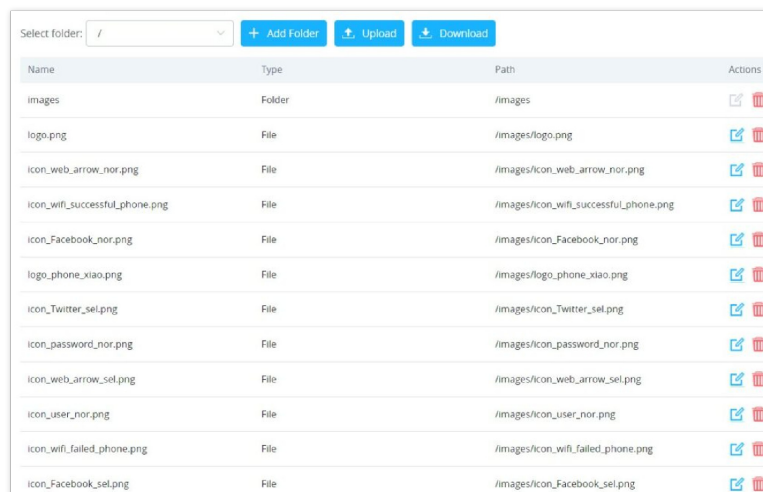 Select folder: / + Add Folder Upload Download
Name Type Path Actions
images Folder /images
logo.png File /images/logo.png
icon_web_arrow_nor.png File /images/icon_web_arrow_nor.png
icon_wifi_successful_phone.png File /images/icon_wifi_successful_phone.png
icon_Facebook_nor.png File /images/icon_Facebook_nor.png
logo_phone_xiao.png File /images/logo_phone_xiao.png
icon_Twitter_sel.png File /images/icon_Twitter_sel.png
icon_password_nor.png File /images/icon_password_nor.png
icon_web_arrow_sel.png File /images/icon_web_arrow_sel.png
icon_user_nor.png File /images/icon_user_nor.png
icon_wifi_failed_phone.png File /images/icon_wifi_failed_phone.png
icon_Facebook_sel.png File /images/icon_Facebook_sel.png